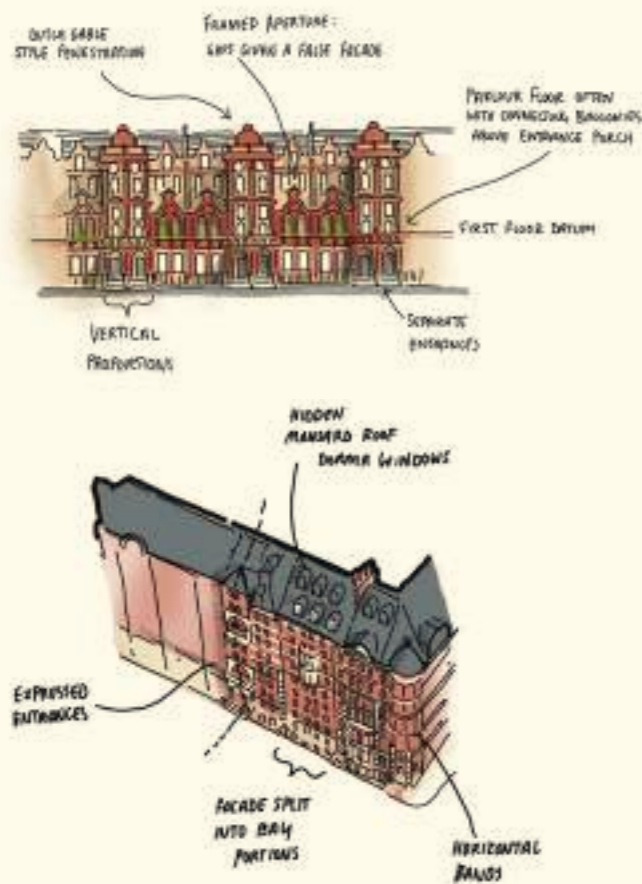 DUTCH GABLE
STYLE FENESTRATION
FRAMED APERTURE:
GAPS GIVING A FALSE FACADE
PARLOUR FLOOR OFTEN
WITH CONNECTING BALCONIES
ABOVE ENTRANCE PORCH
FIRST FLOOR DATUM
SEPARATE
ENTRANCES
VERTICAL
PROPORTIONS
HIDDEN
MANSARD ROOF
DORMER WINDOWS
EXPRESSED
ENTRANCES
FACADE SPLIT
INTO BAY
PORTIONS
HORIZONTAL
BANDS